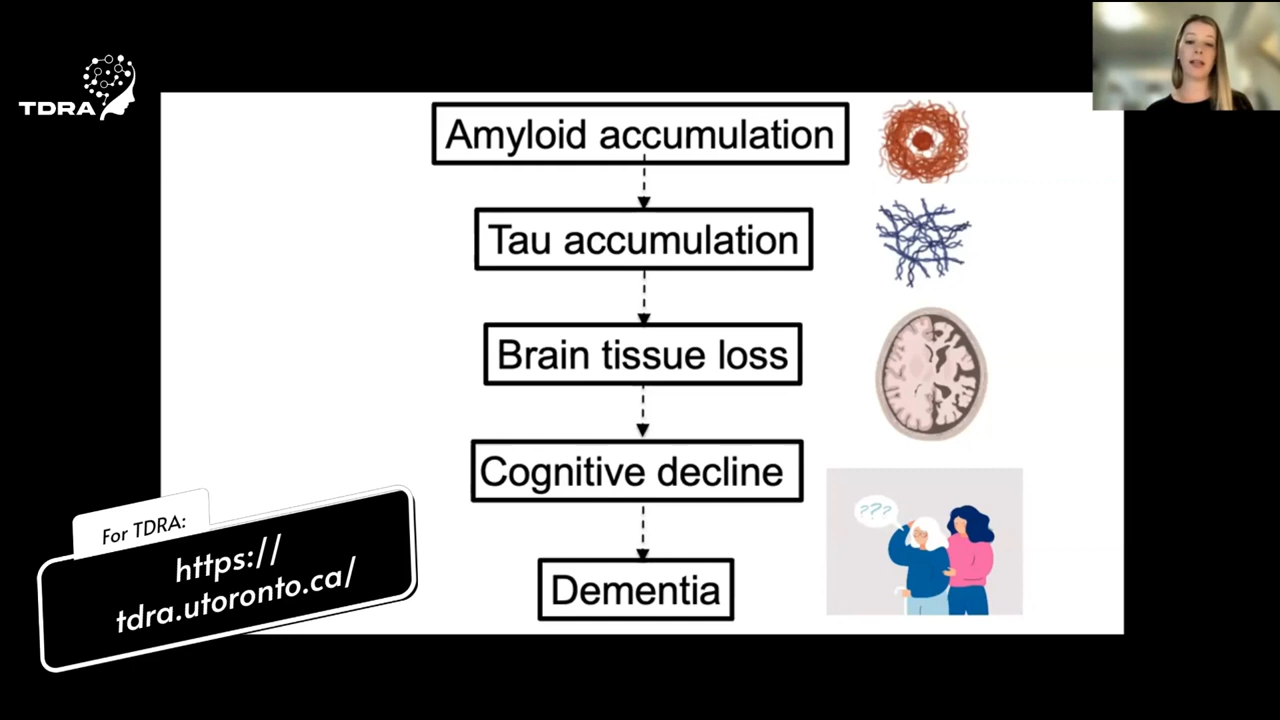 TDRA
Amyloid accumulation
Tau accumulation
Brain tissue loss
Cognitive decline
???
Dementia
For TDRA:
https://
tdra.utoronto.ca/